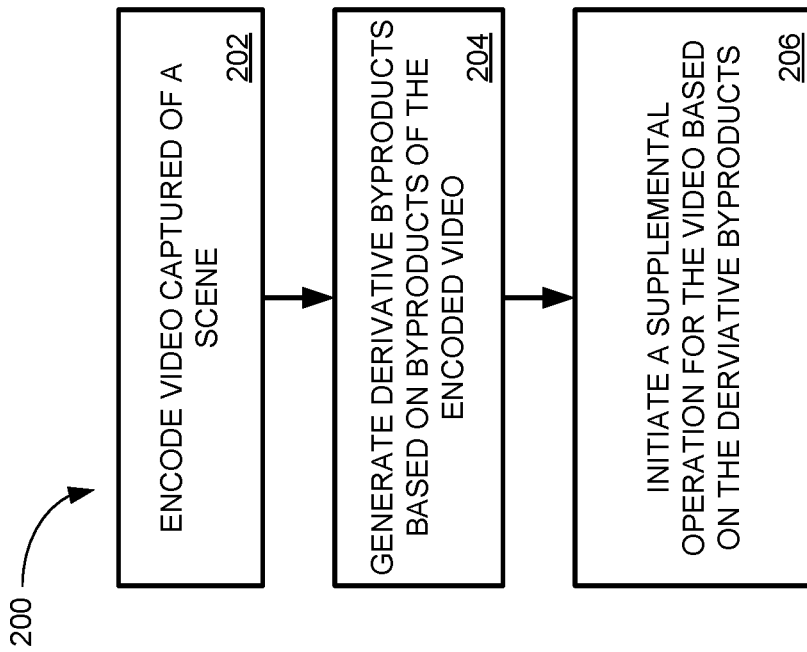 200
ENCODE VIDEO CAPTURED OF A
SCENE
202
GENERATE DERIVATIVE BYPRODUCTS
BASED ON BYPRODUCTS OF THE
ENCODED VIDEO
204
INITIATE A SUPPLEMENTAL
OPERATION FOR THE VIDEO BASED
ON THE DERVIATIVE BYPRODUCTS
206